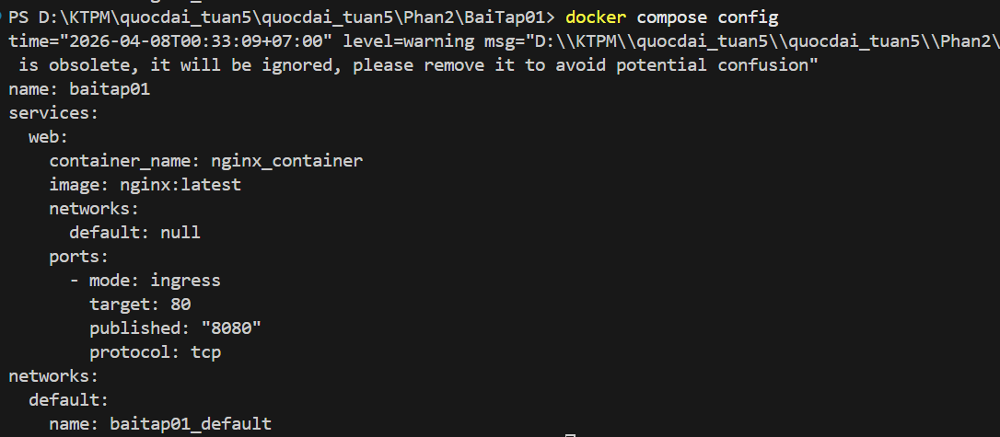 PS D:\KTPM\quocdai_tuan5\quocdai_tuan5\Phan2\BaiTap01> docker compose config
time="2026-04-08T00:33:09+07:00" level=warning msg="D:\\KTPM\\quocdai_tuan5\\quocdai_tuan5\\Phan2\
is obsolete, it will be ignored, please remove it to avoid potential confusion"
name: baitap01
services:
  web:
    container_name: nginx_container
    image: nginx:latest
    networks:
      default: null
    ports:
      - mode: ingress
        target: 80
        published: "8080"
        protocol: tcp
networks:
  default:
    name: baitap01_default